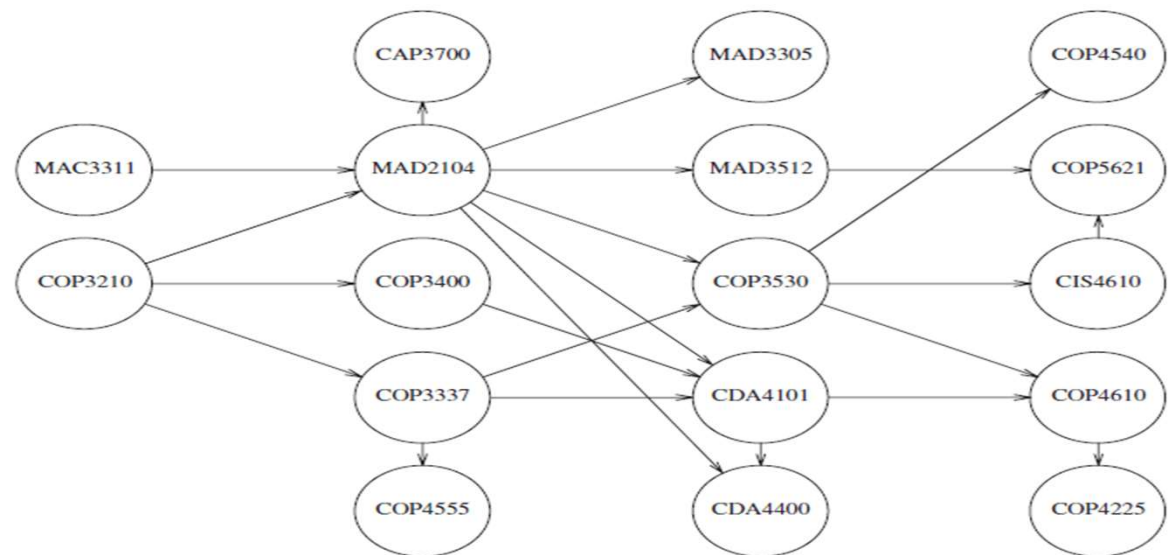 CAP3700 MAD3305 COP4540
MAC3311 MAD2104 MAD3512 COP5621
COP3210 COP3400 COP3530 CIS4610
COP3337 CDA4101 COP4610
COP4555 CDA4400 COP4225